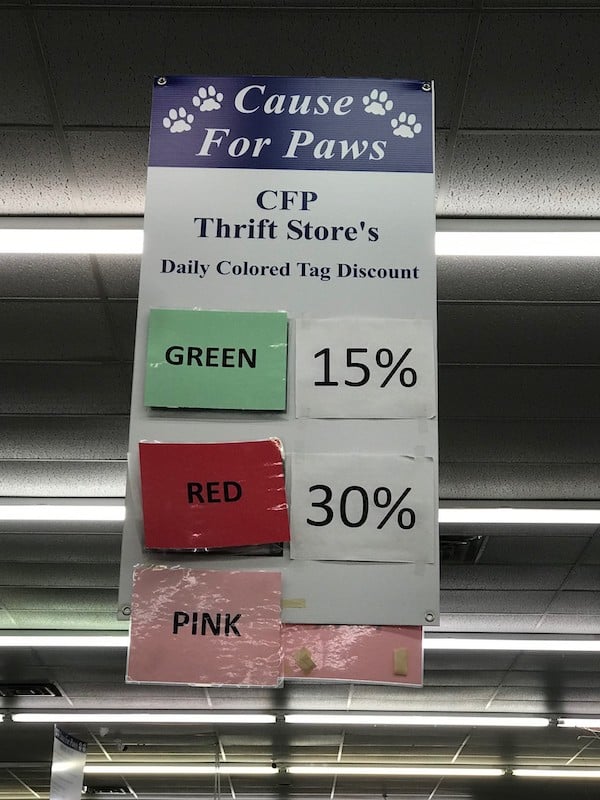 Cause
For Paws
CFP
Thrift Store's
Daily Colored Tag Discount
GREEN 15%
RED 30%
PINK